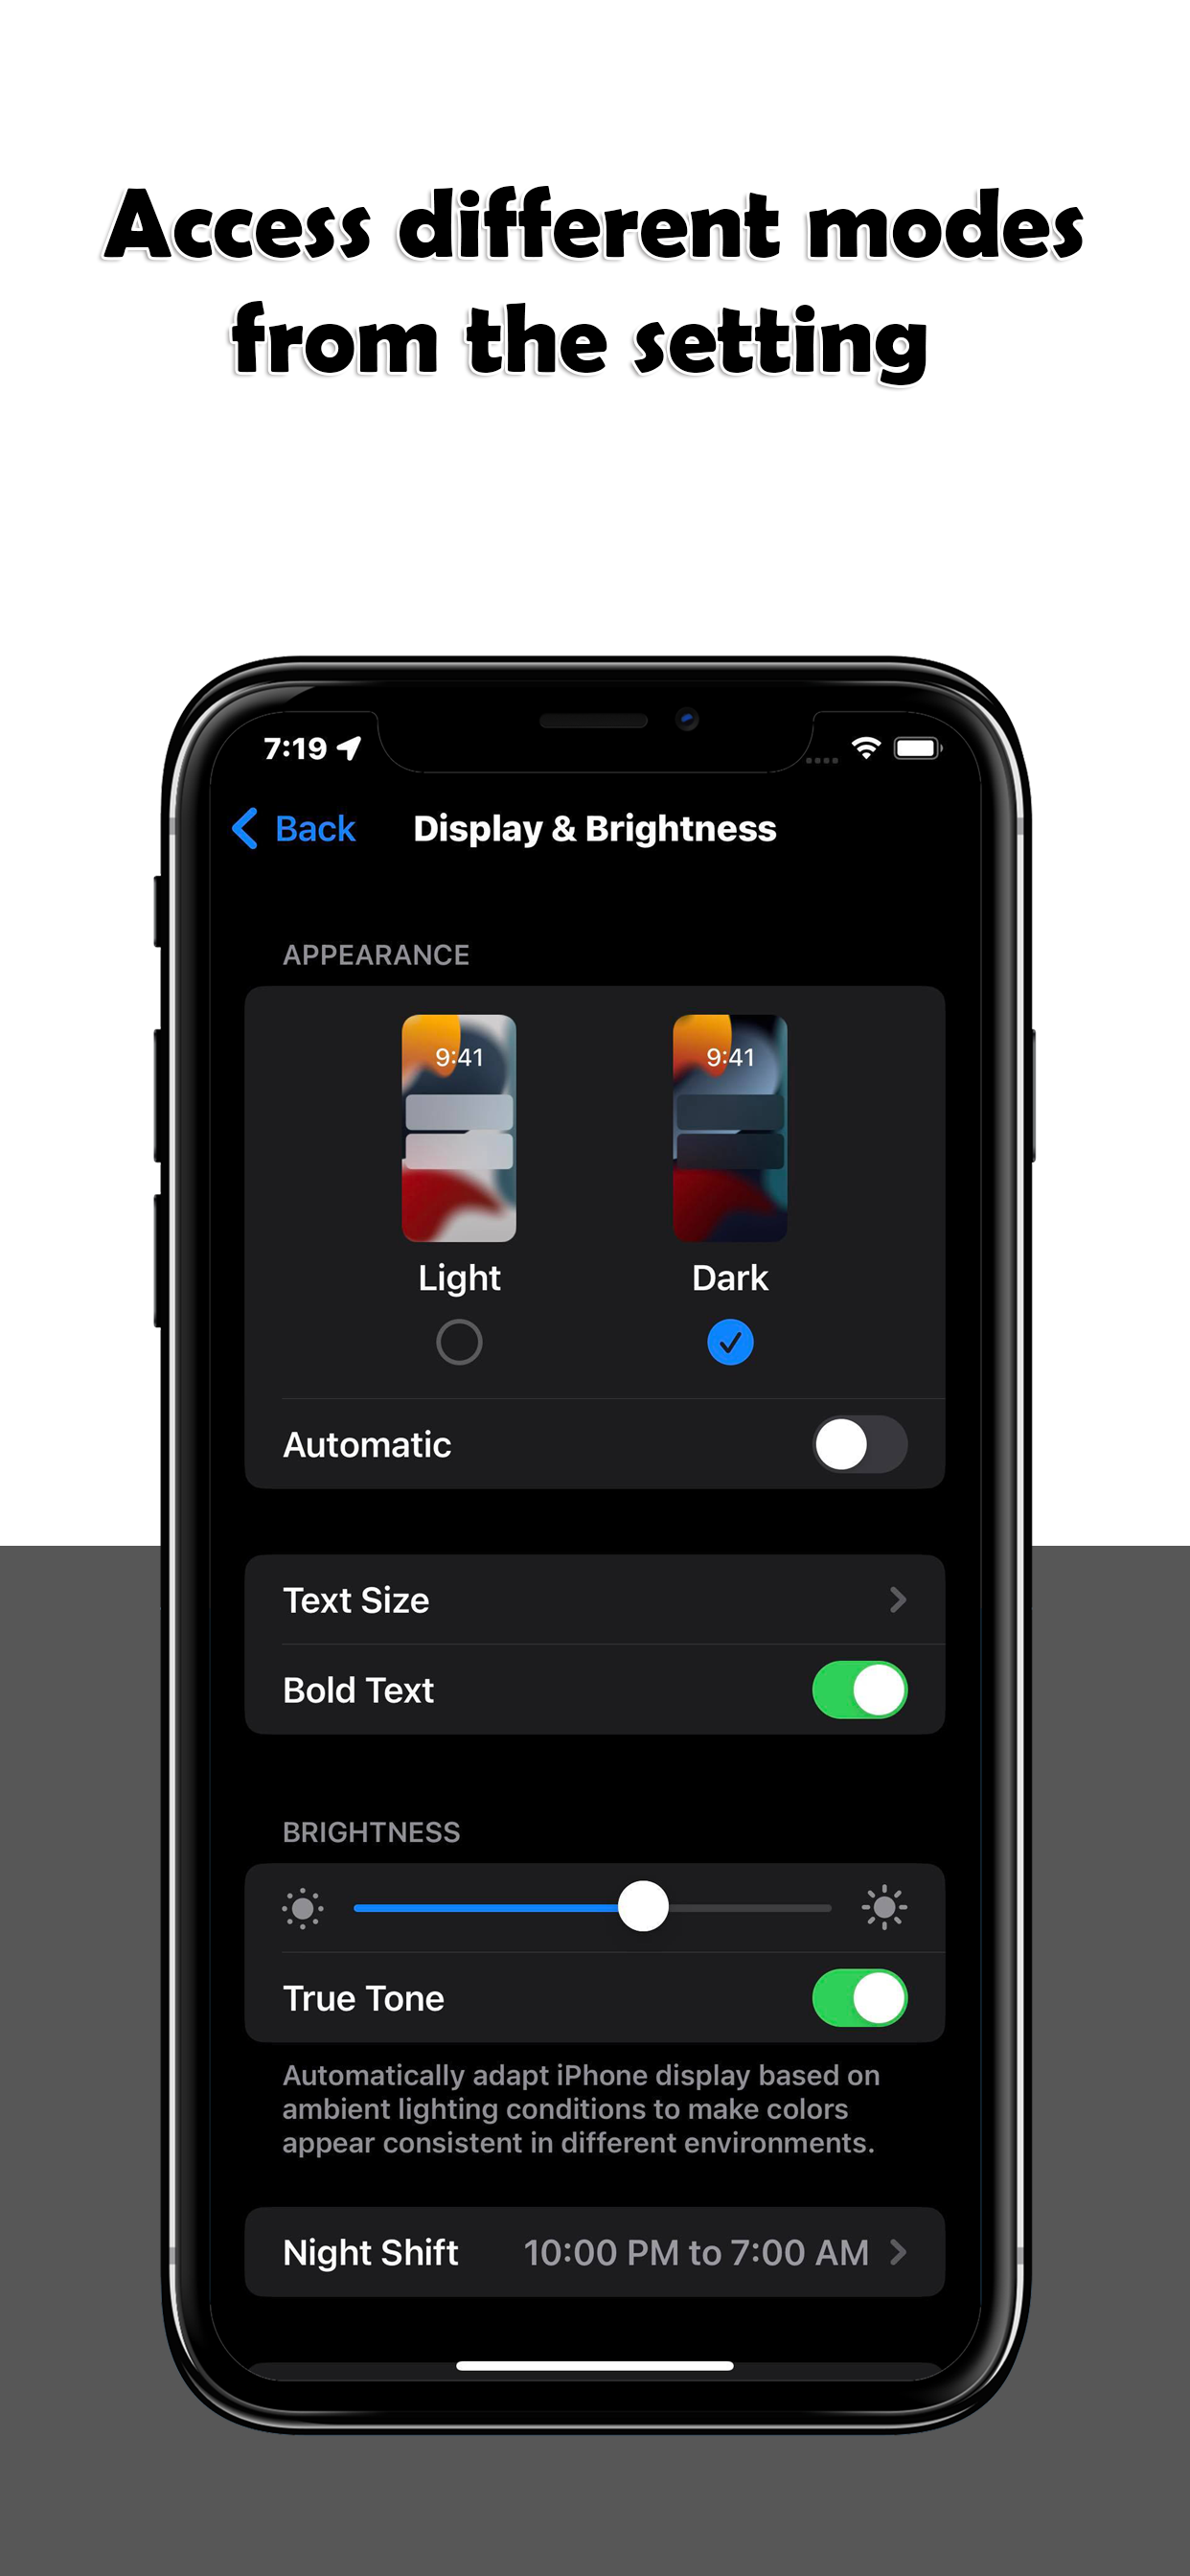 Access different modes
from the setting
7:19
Back
Display & Brightness
APPEARANCE
9:41
9:41
Light
Dark
Automatic
Text Size
Bold Text
BRIGHTNESS
True Tone
Automatically adapt iPhone display based on
ambient lighting conditions to make colors
appear consistent in different environments.
Night Shift 10:00 PM to 7:00 AM